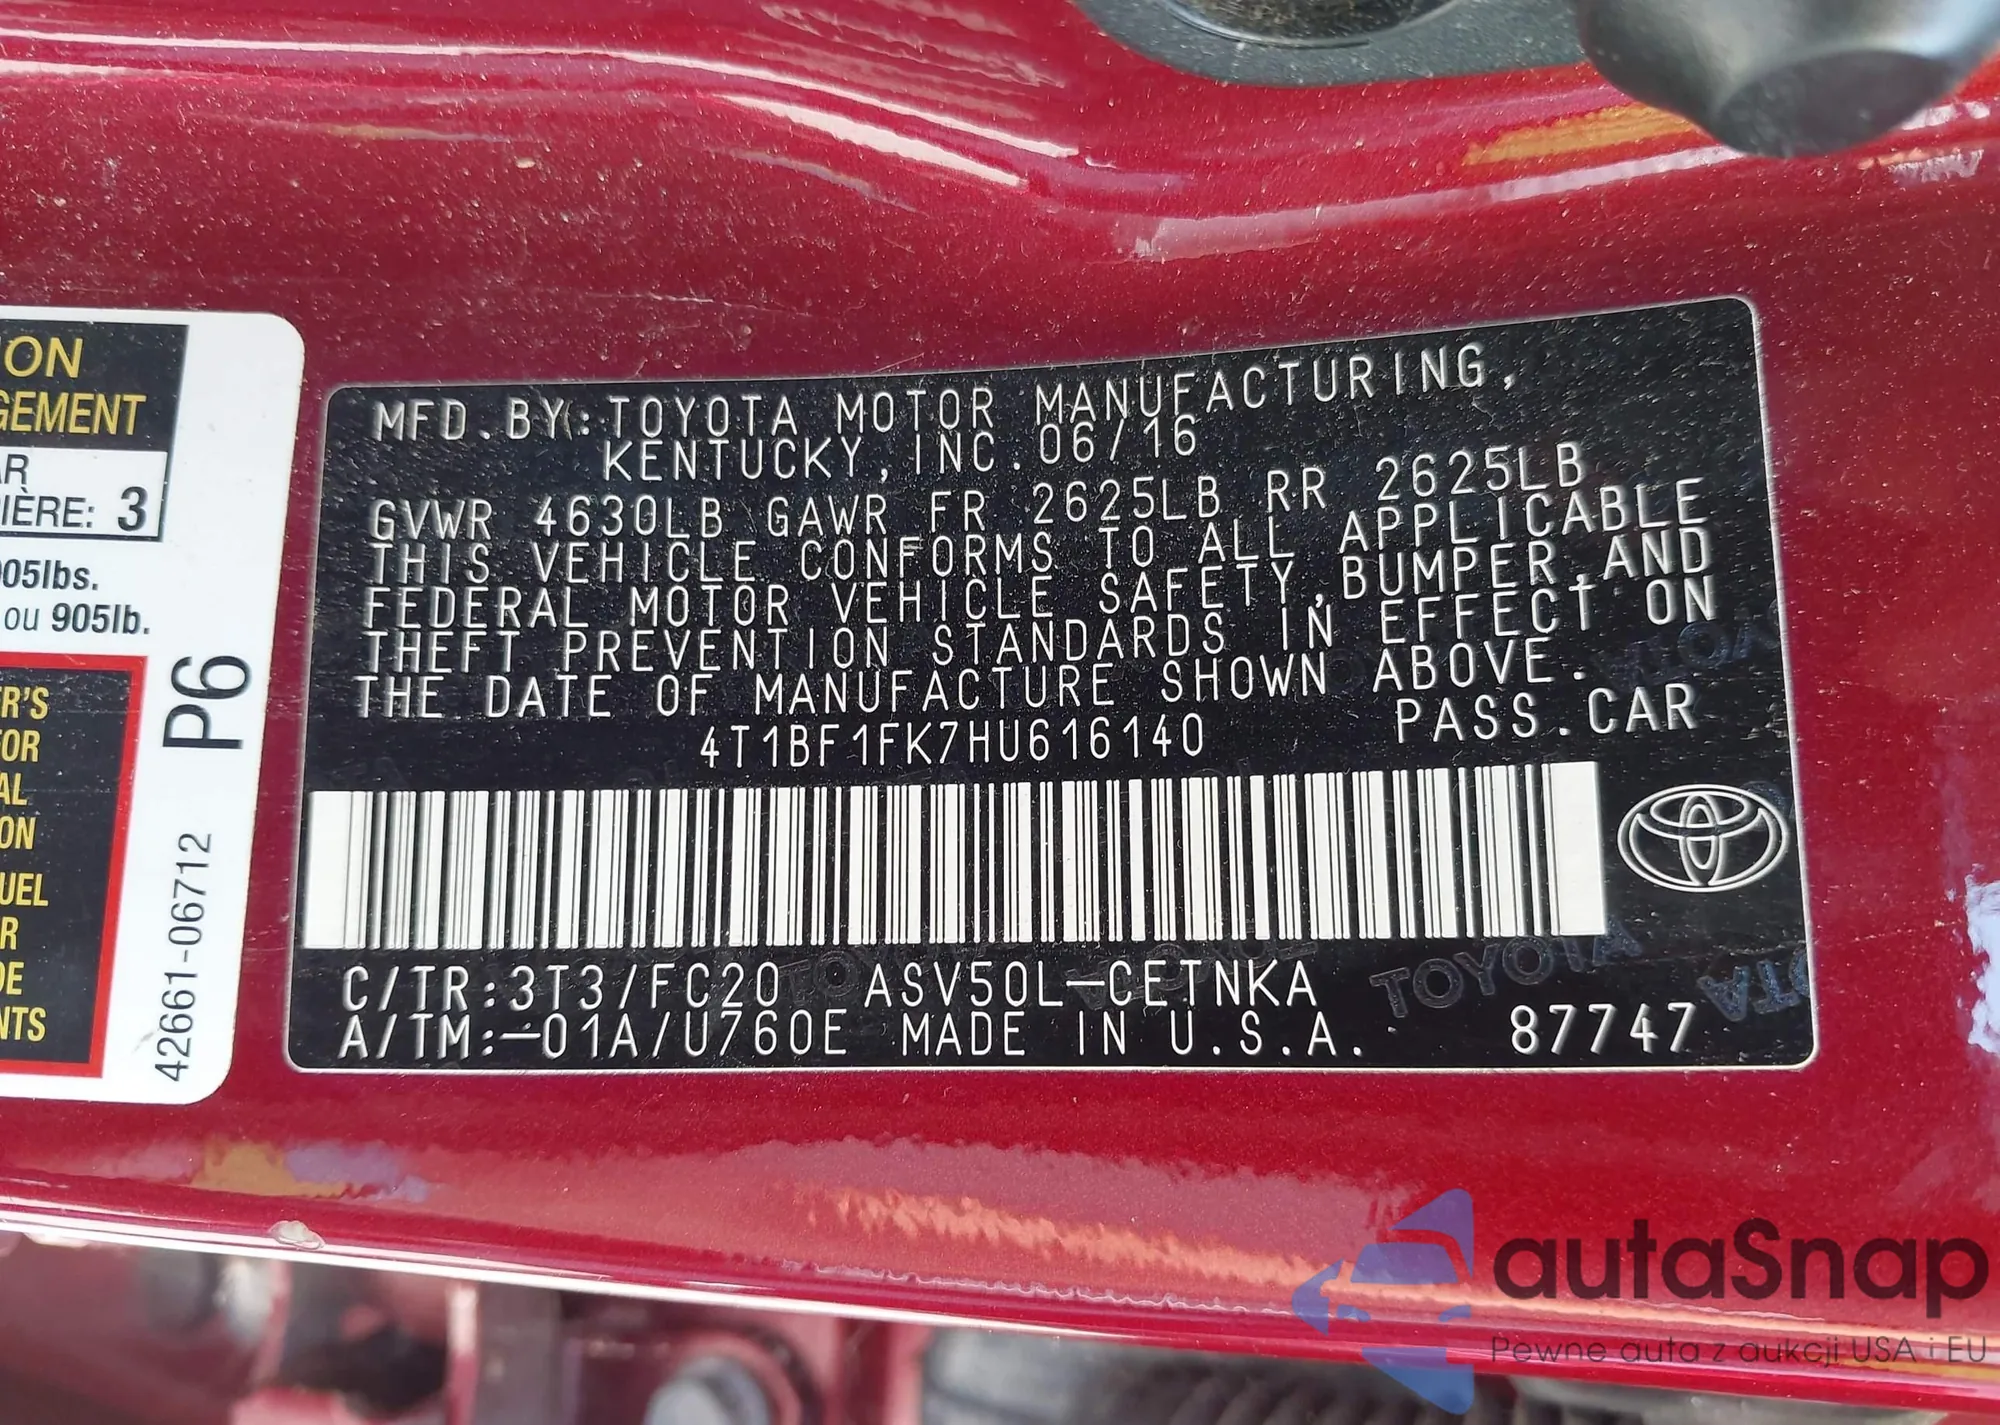 ON
GEMENT
AR
IÈRE: 3
905lbs.
ou 905lb.
P6
42661-06712
MFD.BY:TOYOTA MOTOR MANUFACTURING,
KENTUCKY,INC.06/16
GVWR 4630LB GAWR FR 2625LB RR 2625LB
THIS VEHICLE CONFORMS TO ALL APPLICABLE
FEDERAL MOTOR VEHICLE SAFETY,BUMPER,AND
THEFT PREVENTION STANDARDS IN EFFECT ON
THE DATE OF MANUFACTURE SHOWN ABOVE.
4T1BF1FK7HU616140 PASS.CAR
C/TR:3T3/FC20 ASV50L-CETNKA
A/TM:-01A/U760E MADE IN U.S.A. 87747
TOYOTA
autaSnap
Pewne auta z aukcji USA i EU